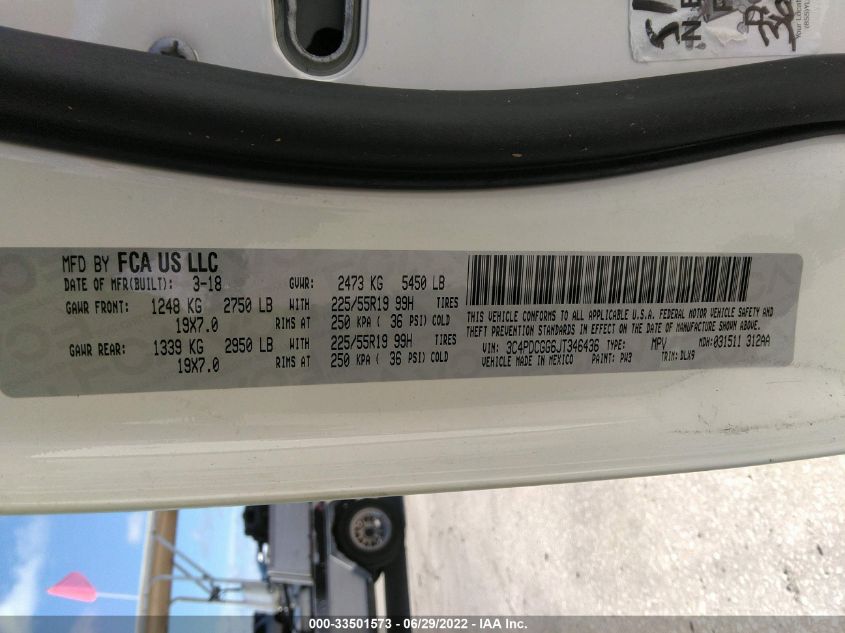 MFD BY FCA US LLC
DATE OF MFR(BUILT): 3-18 GVWR: 2473 KG 5450 LB
GAWR FRONT: 1248 KG 2750 LB WITH 225/55R19 99H TIRES
19X7.0 RIMS AT 250 KPA ( 36 PSI) COLD
GAWR REAR: 1339 KG 2950 LB WITH 225/55R19 99H TIRES
19X7.0 RIMS AT 250 KPA ( 36 PSI) COLD
THIS VEHICLE CONFORMS TO ALL APPLICABLE U.S.A. FEDERAL MOTOR VEHICLE SAFETY AND
THEFT PREVENTION STANDARDS IN EFFECT ON THE DATE OF MANUFACTURE SHOWN ABOVE.
VIN: 3C4PDCGG6JT346436 TYPE: MPV MDH:031511 312AA
VEHICLE MADE IN MEXICO PAINT: PW3 TRIM: DLX9
000-33501573 - 06/29/2022 - IAA Inc.